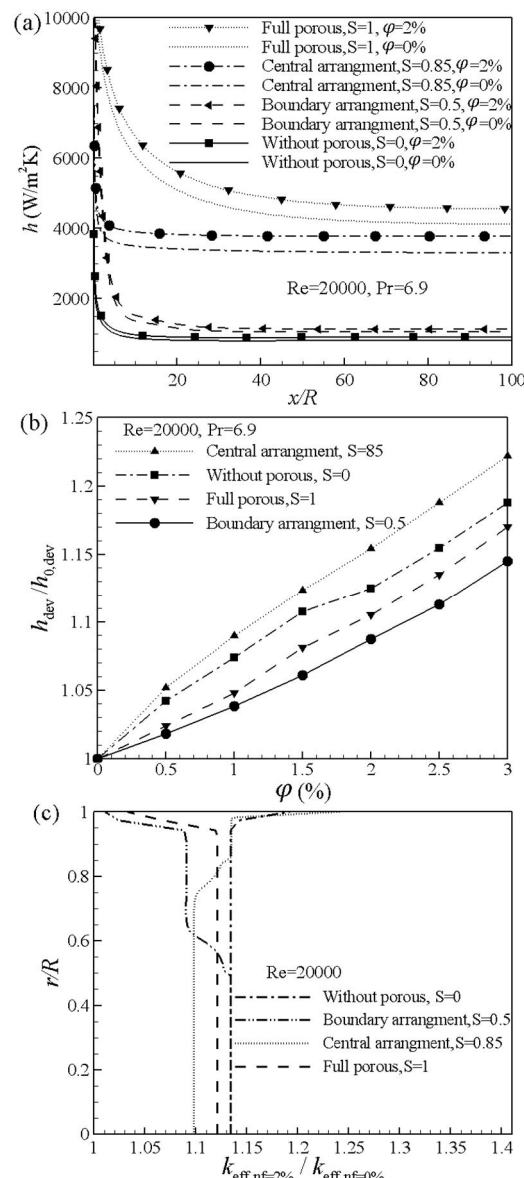 (a)
10000
8000
6000
4000
2000
h (W/m²K)
Full porous,S=1,φ=2%
Full porous,S=1,φ=0%
Central arrangment,S=0.85,φ=2%
Central arrangment,S=0.85,φ=0%
Boundary arrangment,S=0.5,φ=2%
Boundary arrangment,S=0.5,φ=0%
Without porous,S=0,φ=2%
Without porous,S=0,φ=0%
Re=20000, Pr=6.9
20 40 60 80 100
x/R
(b)
1.25
1.2
1.15
1.1
1.05
1
h_dev/h_0,dev
Re=20000, Pr=6.9
Central arrangment, S=85
Without porous, S=0
Full porous,S=1
Boundary arrangment, S=0.5
0 0.5 1 1.5 2 2.5 3
φ (%)
(c)
1
0.8
0.6
0.4
0.2
0
r/R
Re=20000
Without porous, S=0
Boundary arrangment,S=0.5
Central arrangment,S=0.85
Full porous,S=1
1 1.05 1.1 1.15 1.2 1.25 1.3 1.35 1.4
k_eff,nf=2% / k_eff,nf=0%